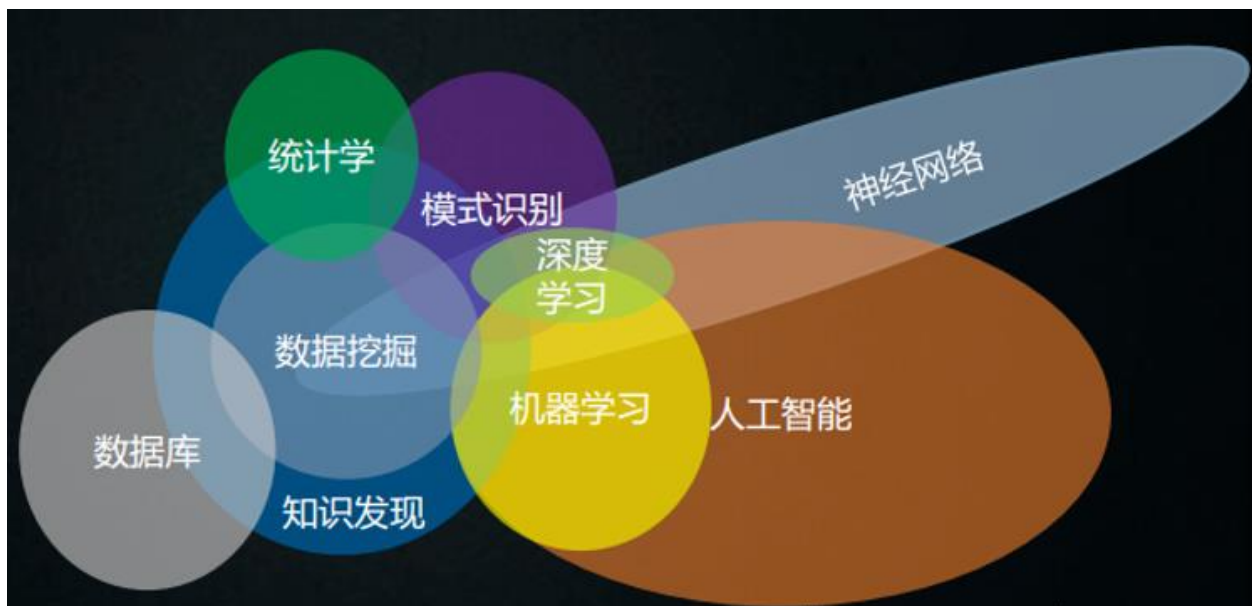 统计学
模式识别
神经网络
深度
学习
数据挖掘
机器学习
人工智能
数据库
知识发现